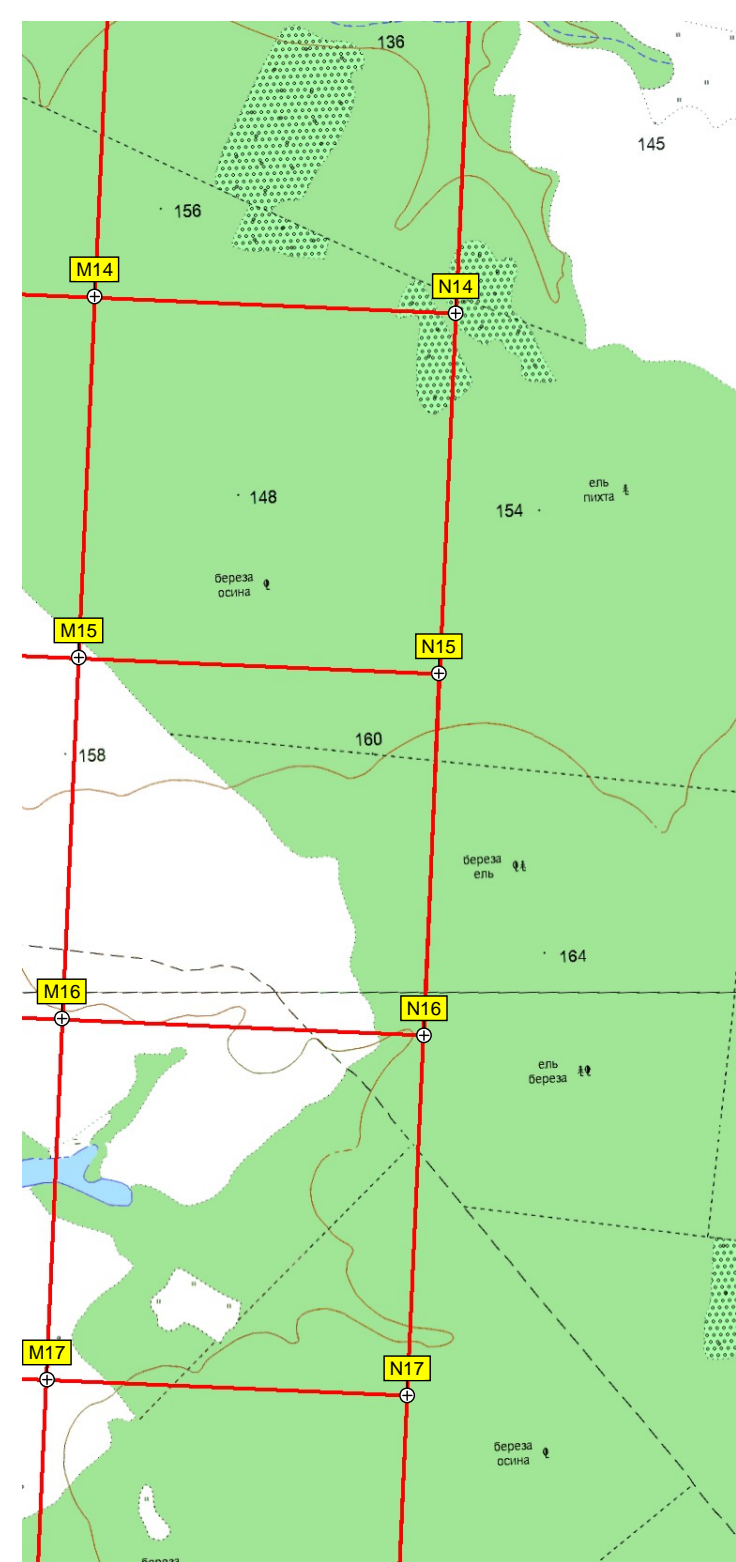 136
145
156
M14
N14
ель
пихта
148
154
береза
осина
M15
N15
160
158
береза
ель
164
M16
N16
ель
береза
M17
N17
береза
осина
береза